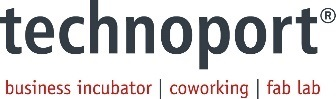 technoport®
business incubator | coworking | fab lab